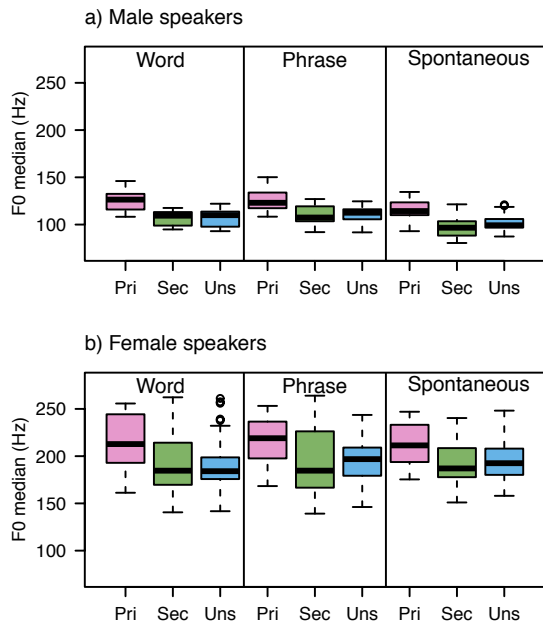 a) Male speakers
Word Phrase Spontaneous
F0 median (Hz)
250
200
150
100
Pri Sec Uns Pri Sec Uns Pri Sec Uns
b) Female speakers
Word Phrase Spontaneous
F0 median (Hz)
250
200
150
100
Pri Sec Uns Pri Sec Uns Pri Sec Uns